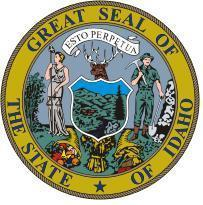 GREAT SEAL OF
ESTO PERPETUA
THE STATE ★ OF IDAHO